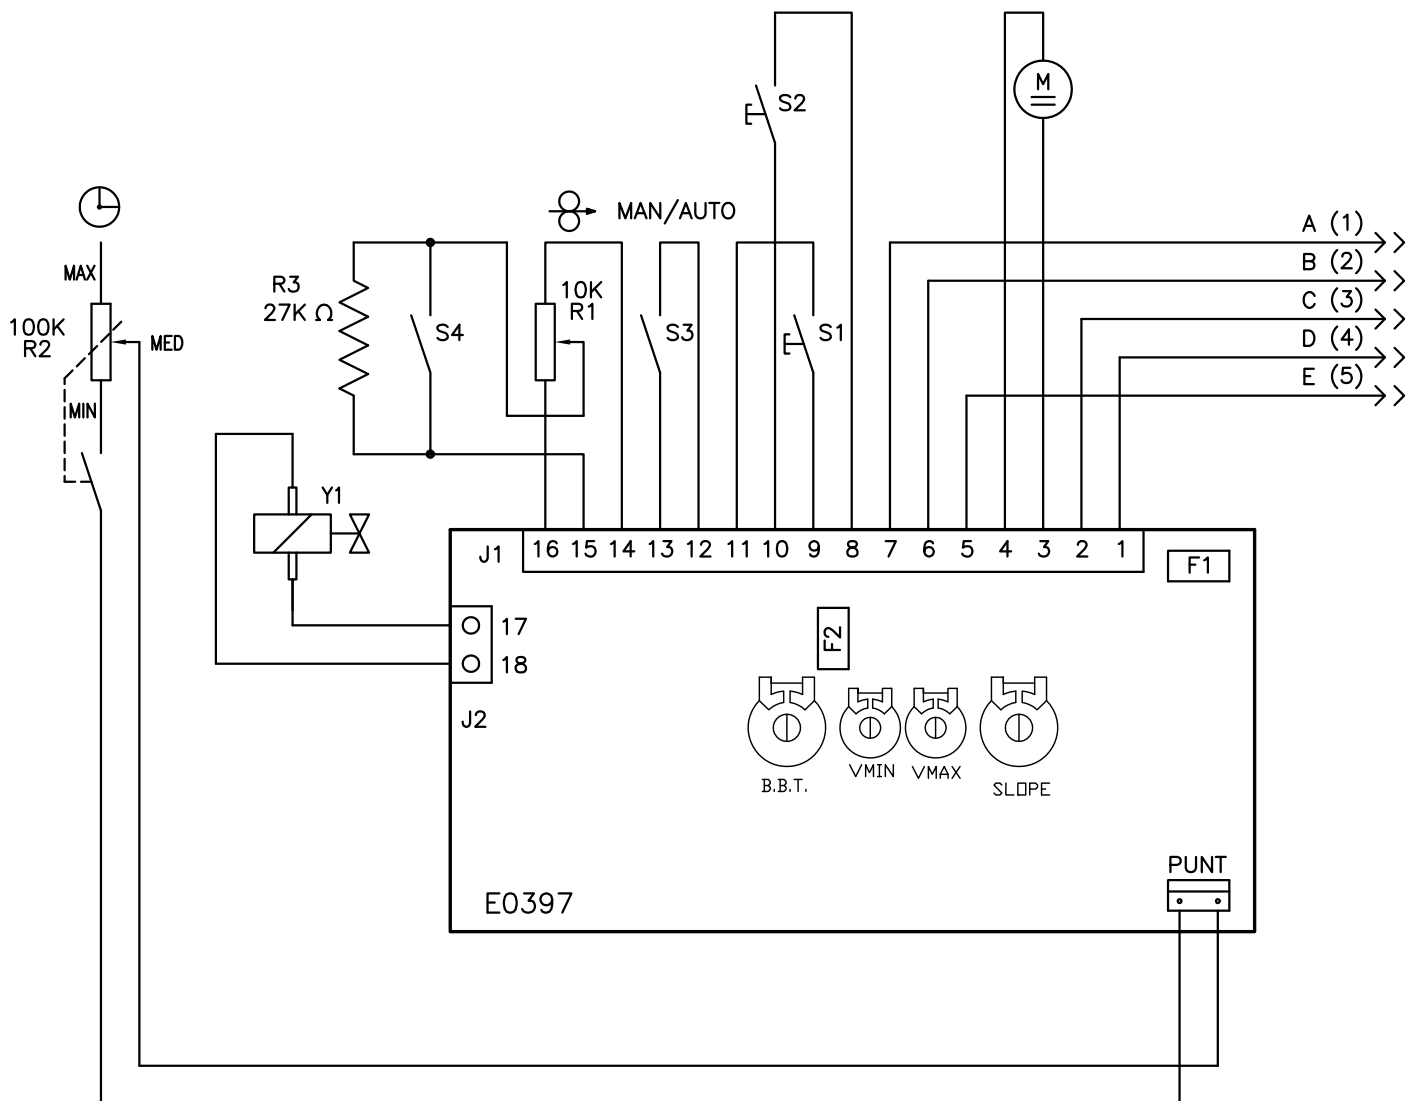 M
S2
MAN/AUTO
A (1)
B (2)
C (3)
D (4)
E (5)
MAX
100K
R2
MED
MIN
R3
27K Ω
S4
10K
R1
S3
S1
Y1
J1
16 15 14 13 12 11 10 9 8 7 6 5 4 3 2 1
F1
17
18
J2
F2
B.B.T.
VMIN
VMAX
SLOPE
PUNT
E0397